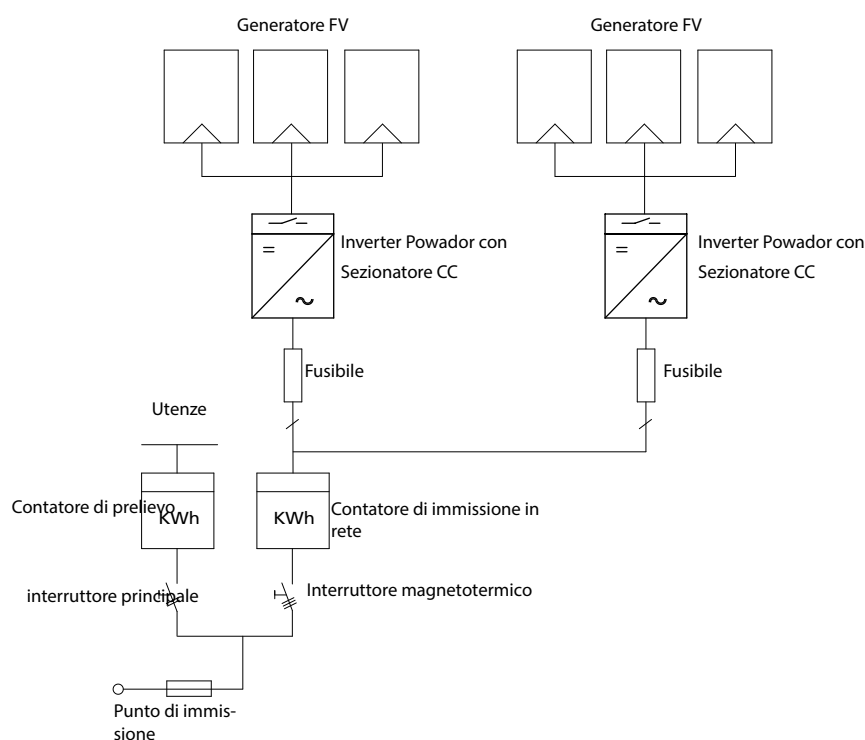 Generatore FV
Generatore FV
Inverter Powador con
Sezionatore CC
Inverter Powador con
Sezionatore CC
Fusibile
Fusibile
Utenze
Contatore di prelievo
KWh
KWh
Contatore di immissione in
rete
interruttore principale
Interruttore magnetotermico
Punto di immis-
sione